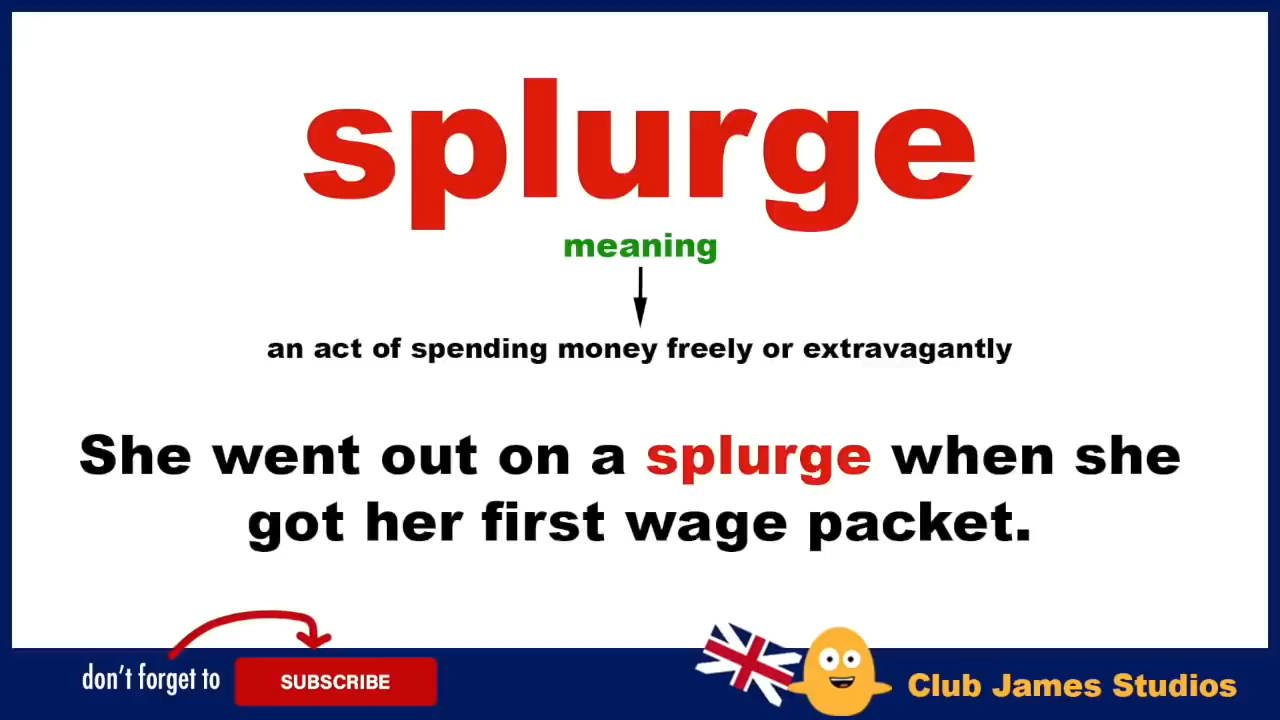 splurge
meaning
an act of spending money freely or extravagantly
She went out on a splurge when she
got her first wage packet.
don't forget to
SUBSCRIBE
Club James Studios